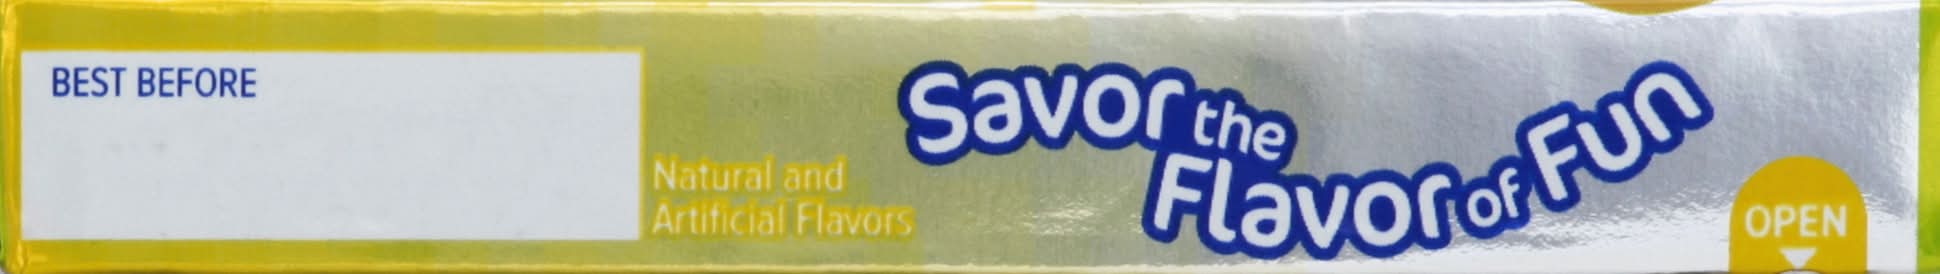 BEST BEFORE
Natural and
Artificial Flavors
Savor the
Flavor of Fun
OPEN